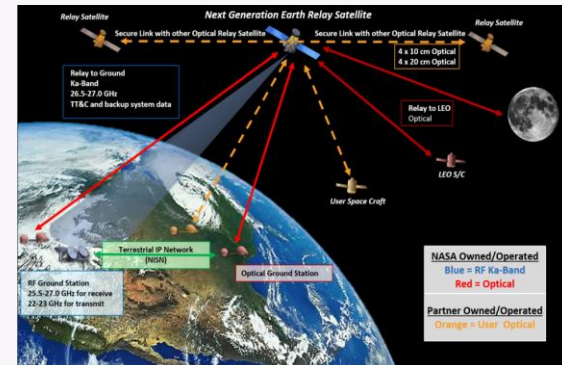 Next Generation Earth Relay Satellite
Relay Satellite
Relay Satellite
Secure Link with other Optical Relay Satellite
Secure Link with other Optical Relay Satellite
4 x 10 cm Optical
4 x 20 cm Optical
Relay to Ground
Ka-Band
26.5-27.0 GHz
TT&C and backup system data
Relay to LEO
Optical
LEO S/C
User Space Craft
Terrestrial IP Network
(NISN)
Optical Ground Station
RF Ground Station
25.5-27.0 GHz for receive
22-23 GHz for transmit
NASA Owned/Operated
Blue = RF Ka-Band
Red = Optical
Partner Owned/Operated
Orange = User Optical